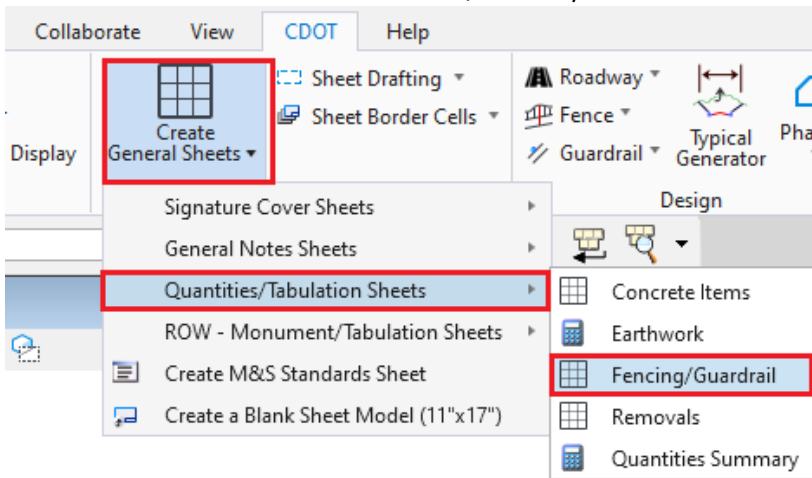 Collaborate View CDOT Help
Sheet Drafting
Roadway
Sheet Border Cells
Fence
Create
General Sheets
Display
Guardrail
Typical
Generator
Design
Signature Cover Sheets
General Notes Sheets
Quantities/Tabulation Sheets
Concrete Items
ROW - Monument/Tabulation Sheets
Earthwork
Create M&S Standards Sheet
Fencing/Guardrail
Create a Blank Sheet Model (11"x17")
Removals
Quantities Summary